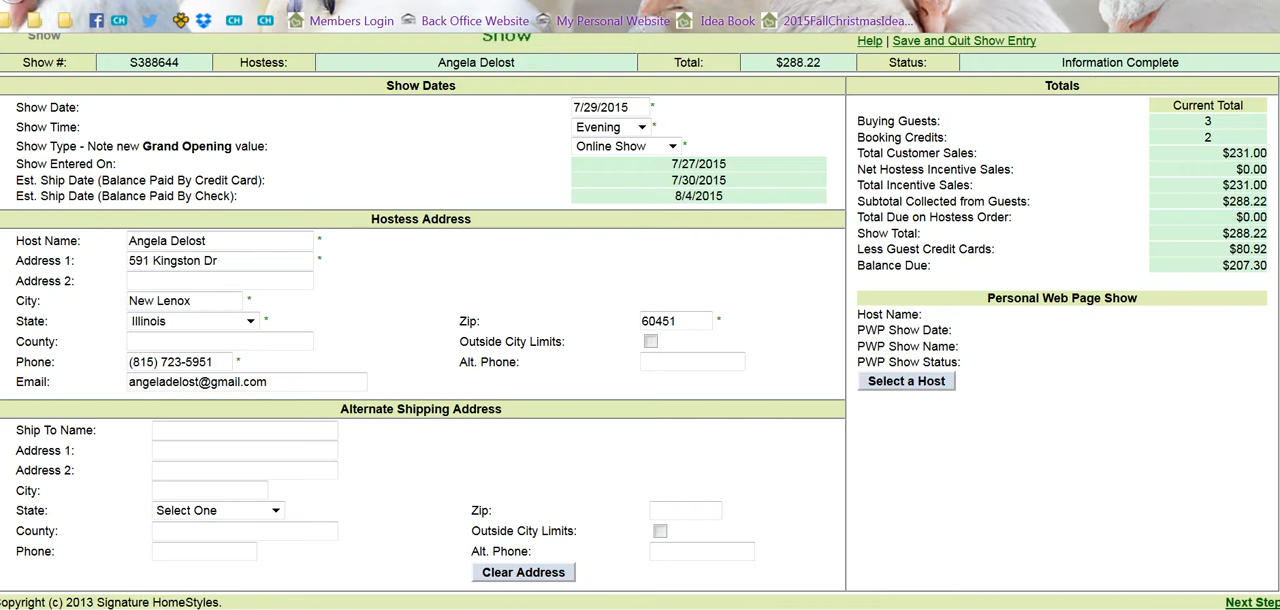 CH CH CH Members Login Back Office Website My Personal Website Idea Book 2015FallChristmasIdea...
Show Show Help | Save and Quit Show Entry
Show #: S388644 Hostess: Angela Delost Total: $288.22 Status: Information Complete
Show Dates Totals
Show Date: 7/29/2015 * Current Total
Show Time: Evening * Buying Guests: 3
Show Type - Note new Grand Opening value: Online Show * Booking Credits: 2
Show Entered On: 7/27/2015 Total Customer Sales: $231.00
Est. Ship Date (Balance Paid By Credit Card): 7/30/2015 Net Hostess Incentive Sales: $0.00
Est. Ship Date (Balance Paid By Check): 8/4/2015 Total Incentive Sales: $231.00
Subtotal Collected from Guests: $288.22
Hostess Address Total Due on Hostess Order: $0.00
Host Name: Angela Delost * Show Total: $288.22
Address 1: 591 Kingston Dr * Less Guest Credit Cards: $80.92
Address 2: Balance Due: $207.30
City: New Lenox * Personal Web Page Show
State: Illinois * Zip: 60451 * Host Name:
County: Outside City Limits: PWP Show Date:
PWP Show Name:
Phone: (815) 723-5951 * Alt. Phone: PWP Show Status:
Email: angeladelost@gmail.com Select a Host
Alternate Shipping Address
Ship To Name:
Address 1:
Address 2:
City:
State: Select One Zip:
County: Outside City Limits:
Phone: Alt. Phone:
Clear Address
opyright (c) 2013 Signature HomeStyles. Next Step